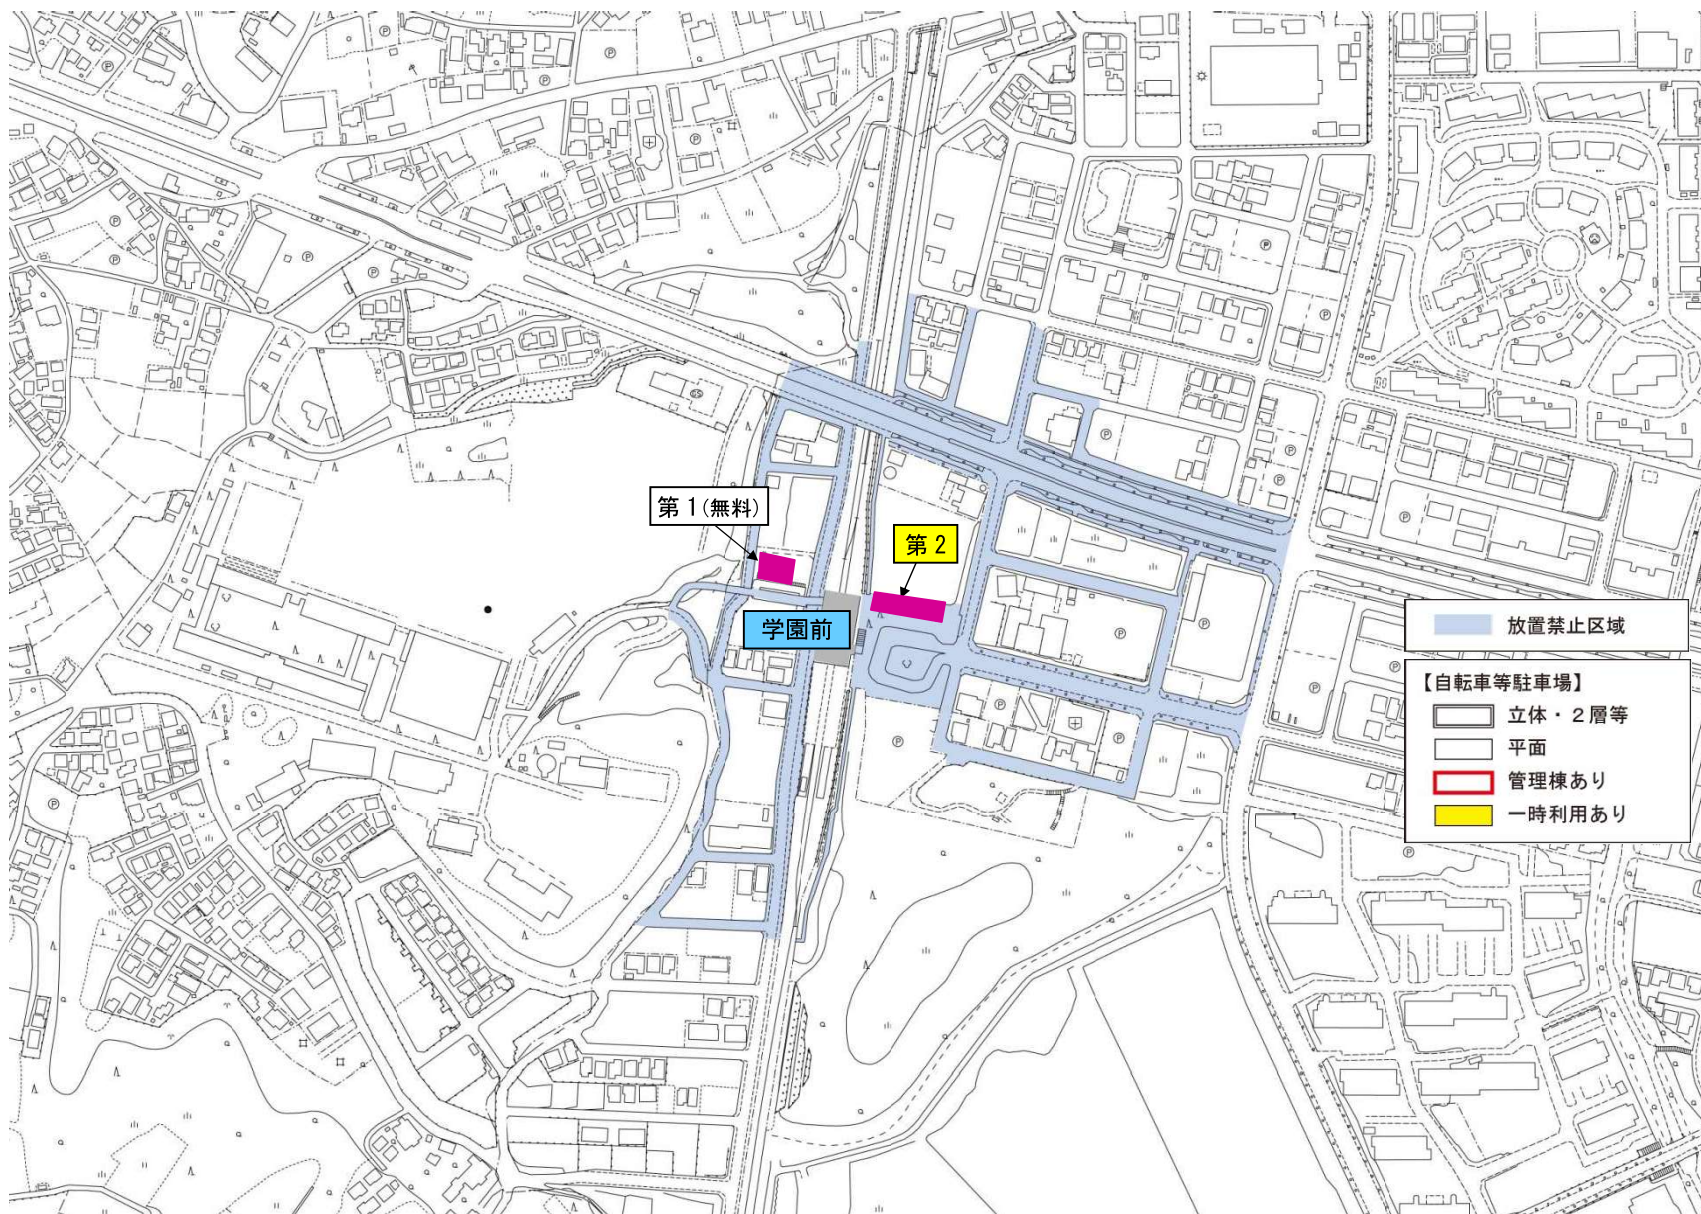 第1(無料)
第2
学園前
放置禁止区域
【自転車等駐車場】
立体・2層等
平面
管理棟あり
一時利用あり